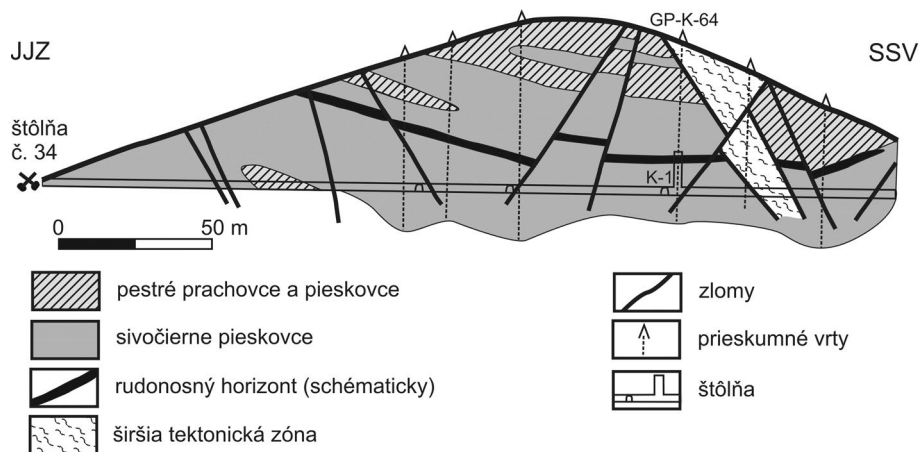 GP-K-64
JJZ
SSV
štôlňa
č. 34
K-1
0
50 m
pestré prachovce a pieskovce
sivočierne pieskovce
rudonosný horizont (schématicky)
širšia tektonická zóna
zlomy
prieskumné vrty
štôlňa